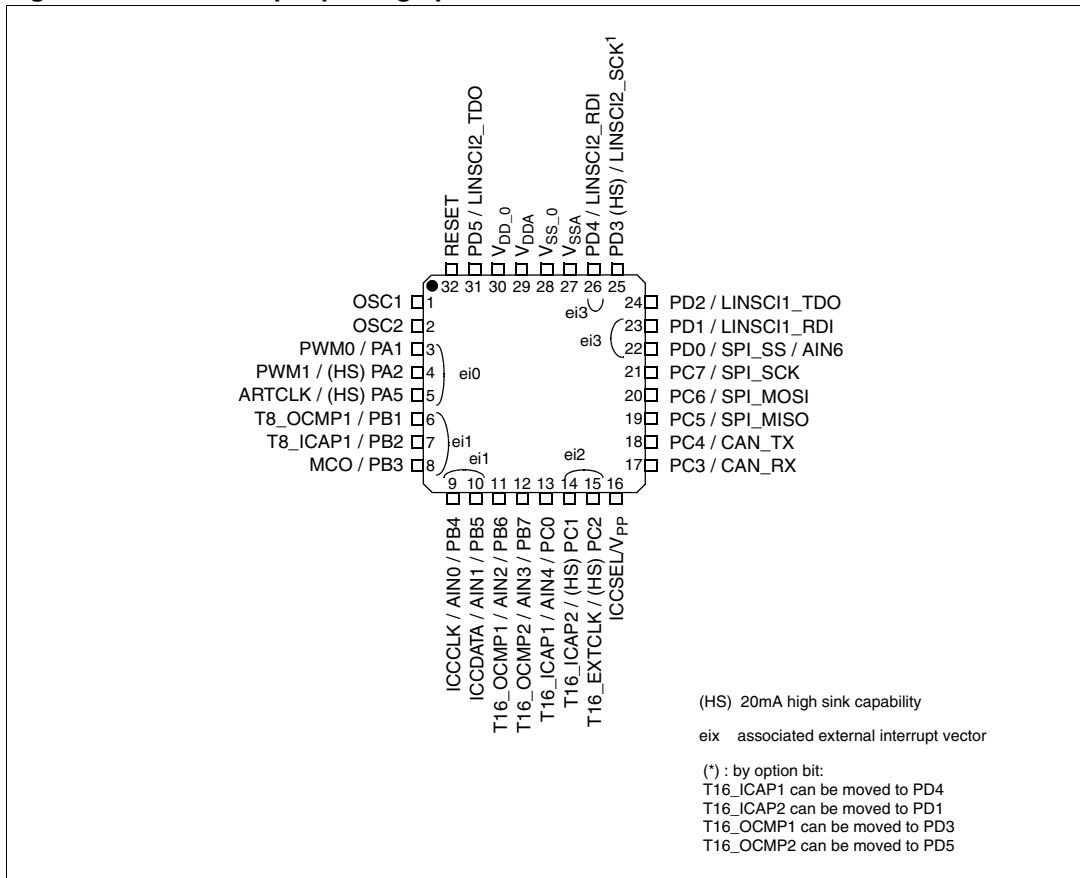 RESET
PD5 / LINSCI2_TDO
VDD_0
VDDA
VSS_0
VSSA
PD4 / LINSCI2_RDI
PD3 (HS) / LINSCI2_SCK1
32 31 30 29 28 27 26 25
ei3
OSC1 1
OSC2 2
PWM0 / PA1 3
PWM1 / (HS) PA2 4
ARTCLK / (HS) PA5 5
T8_OCMP1 / PB1 6
T8_ICAP1 / PB2 7
MCO / PB3 8
ei0
ei1
ei1
ei2
ei3
24 PD2 / LINSCI1_TDO
23 PD1 / LINSCI1_RDI
22 PD0 / SPI_SS / AIN6
21 PC7 / SPI_SCK
20 PC6 / SPI_MOSI
19 PC5 / SPI_MISO
18 PC4 / CAN_TX
17 PC3 / CAN_RX
9 10 11 12 13 14 15 16
ICCCLK / AIN0 / PB4
ICCDATA / AIN1 / PB5
T16_OCMP1 / AIN2 / PB6
T16_OCMP2 / AIN3 / PB7
T16_ICAP1 / AIN4 / PC0
T16_ICAP2 / (HS) PC1
T16_EXTCLK / (HS) PC2
ICCSEL/VPP
(HS) 20mA high sink capability
eix associated external interrupt vector
(*) : by option bit:
T16_ICAP1 can be moved to PD4
T16_ICAP2 can be moved to PD1
T16_OCMP1 can be moved to PD3
T16_OCMP2 can be moved to PD5